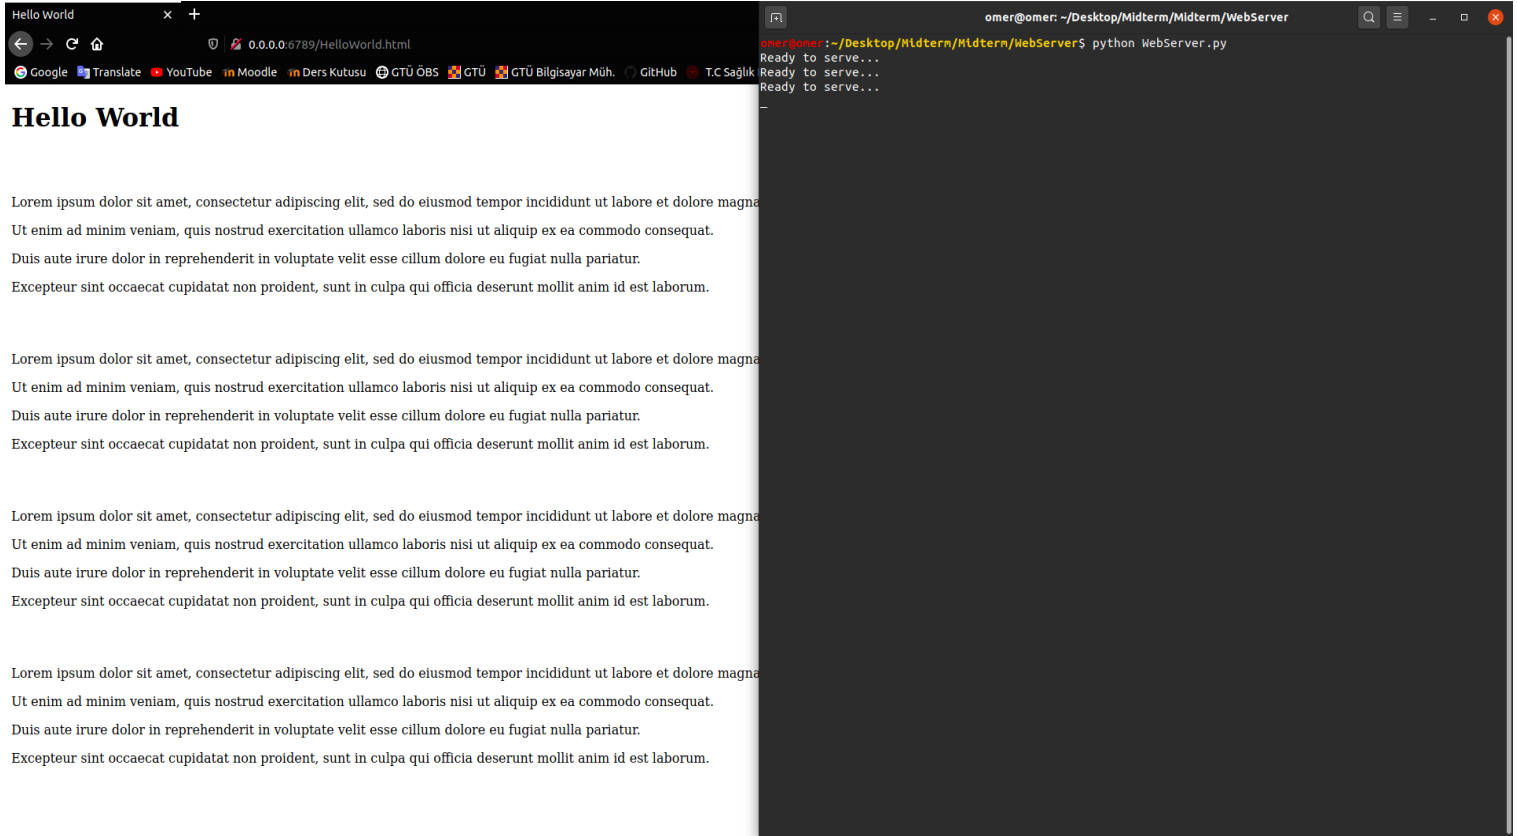 Hello World
0.0.0.0:6789/HelloWorld.html
Google Translate YouTube Moodle Ders Kutusu GTÜ ÖBS GTÜ GTÜ Bilgisayar Müh. GitHub T.C Sağlık
Hello World
Lorem ipsum dolor sit amet, consectetur adipiscing elit, sed do eiusmod tempor incididunt ut labore et dolore magna
Ut enim ad minim veniam, quis nostrud exercitation ullamco laboris nisi ut aliquip ex ea commodo consequat.
Duis aute irure dolor in reprehenderit in voluptate velit esse cillum dolore eu fugiat nulla pariatur.
Excepteur sint occaecat cupidatat non proident, sunt in culpa qui officia deserunt mollit anim id est laborum.
Lorem ipsum dolor sit amet, consectetur adipiscing elit, sed do eiusmod tempor incididunt ut labore et dolore magna
Ut enim ad minim veniam, quis nostrud exercitation ullamco laboris nisi ut aliquip ex ea commodo consequat.
Duis aute irure dolor in reprehenderit in voluptate velit esse cillum dolore eu fugiat nulla pariatur.
Excepteur sint occaecat cupidatat non proident, sunt in culpa qui officia deserunt mollit anim id est laborum.
Lorem ipsum dolor sit amet, consectetur adipiscing elit, sed do eiusmod tempor incididunt ut labore et dolore magna
Ut enim ad minim veniam, quis nostrud exercitation ullamco laboris nisi ut aliquip ex ea commodo consequat.
Duis aute irure dolor in reprehenderit in voluptate velit esse cillum dolore eu fugiat nulla pariatur.
Excepteur sint occaecat cupidatat non proident, sunt in culpa qui officia deserunt mollit anim id est laborum.
Lorem ipsum dolor sit amet, consectetur adipiscing elit, sed do eiusmod tempor incididunt ut labore et dolore magna
Ut enim ad minim veniam, quis nostrud exercitation ullamco laboris nisi ut aliquip ex ea commodo consequat.
Duis aute irure dolor in reprehenderit in voluptate velit esse cillum dolore eu fugiat nulla pariatur.
Excepteur sint occaecat cupidatat non proident, sunt in culpa qui officia deserunt mollit anim id est laborum.
omer@omer: ~/Desktop/Midterm/Midterm/WebServer
omer@omer:~/Desktop/Midterm/Midterm/WebServer$ python WebServer.py
Ready to serve...
Ready to serve...
Ready to serve...